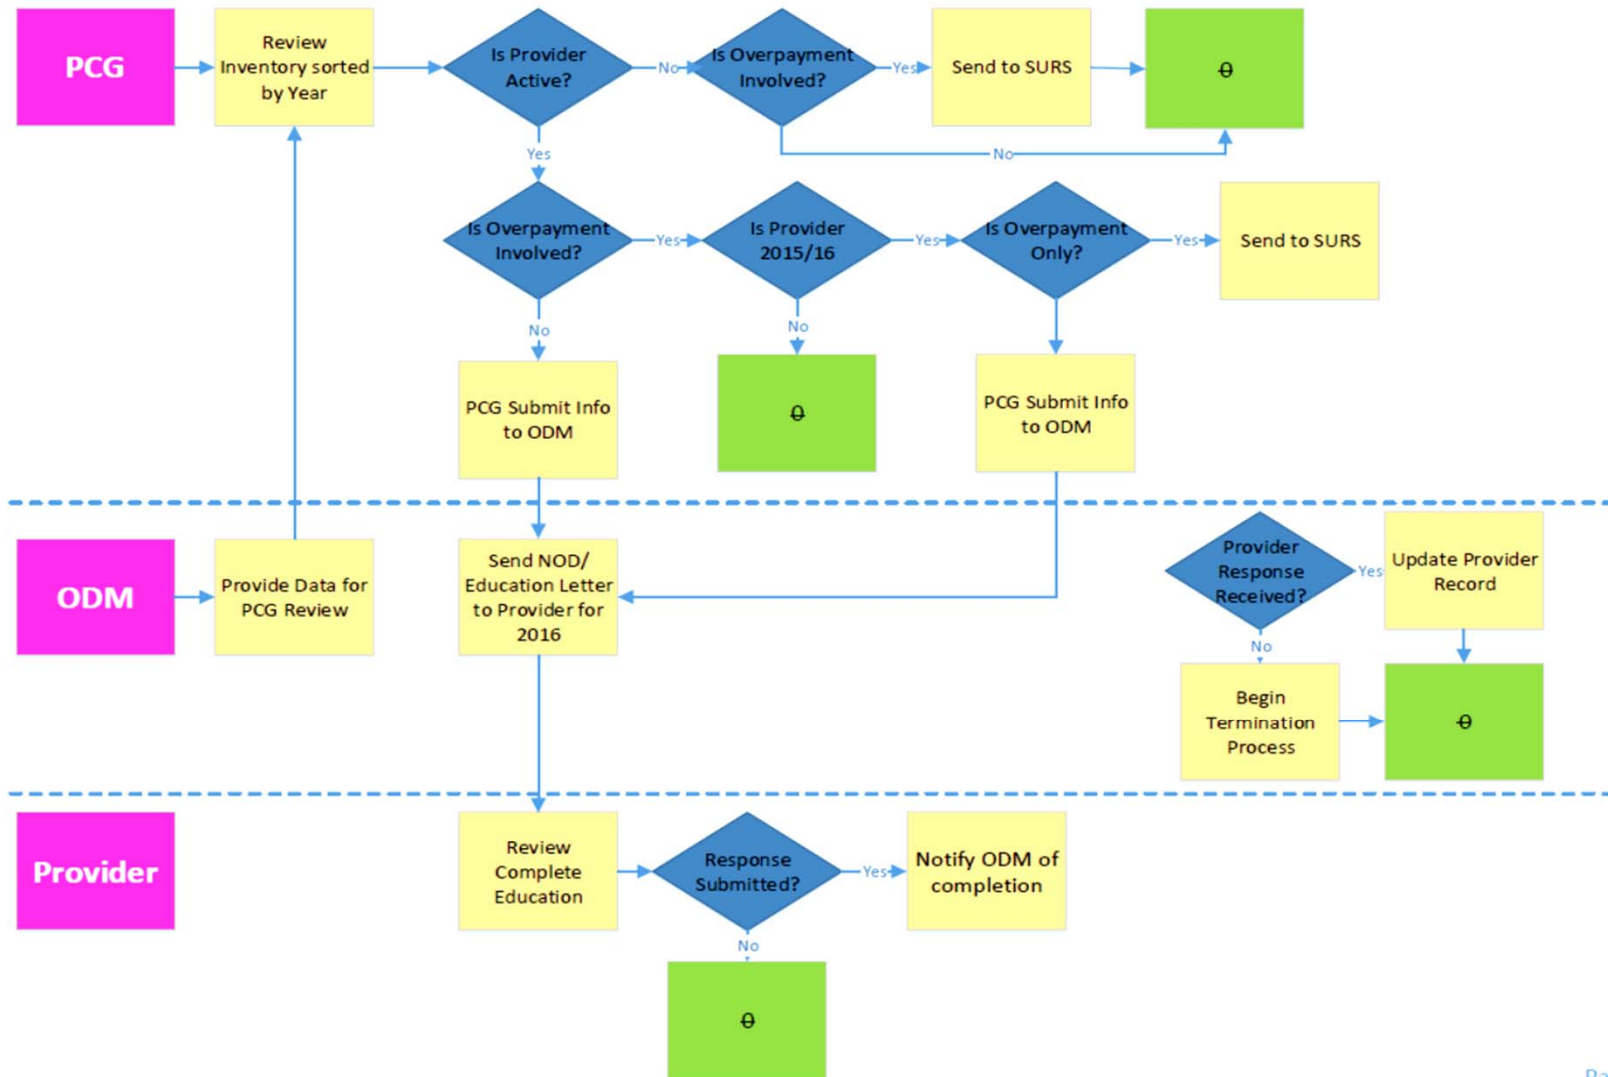 PCG
Review
Inventory sorted
by Year
Is Provider
Active?
No
Is Overpayment
Involved?
Yes
Send to SURS
0
Yes
No
Is Overpayment
Involved?
Yes
Is Provider
2015/16
Yes
Is Overpayment
Only?
Yes
Send to SURS
No
No
PCG Submit Info
to ODM
0
PCG Submit Info
to ODM
ODM
Provide Data for
PCG Review
Send NOD/
Education Letter
to Provider for
2016
Provider
Response
Received?
Yes
Update Provider
Record
No
Begin
Termination
Process
0
Provider
Review
Complete
Education
Response
Submitted?
Yes
Notify ODM of
completion
No
0